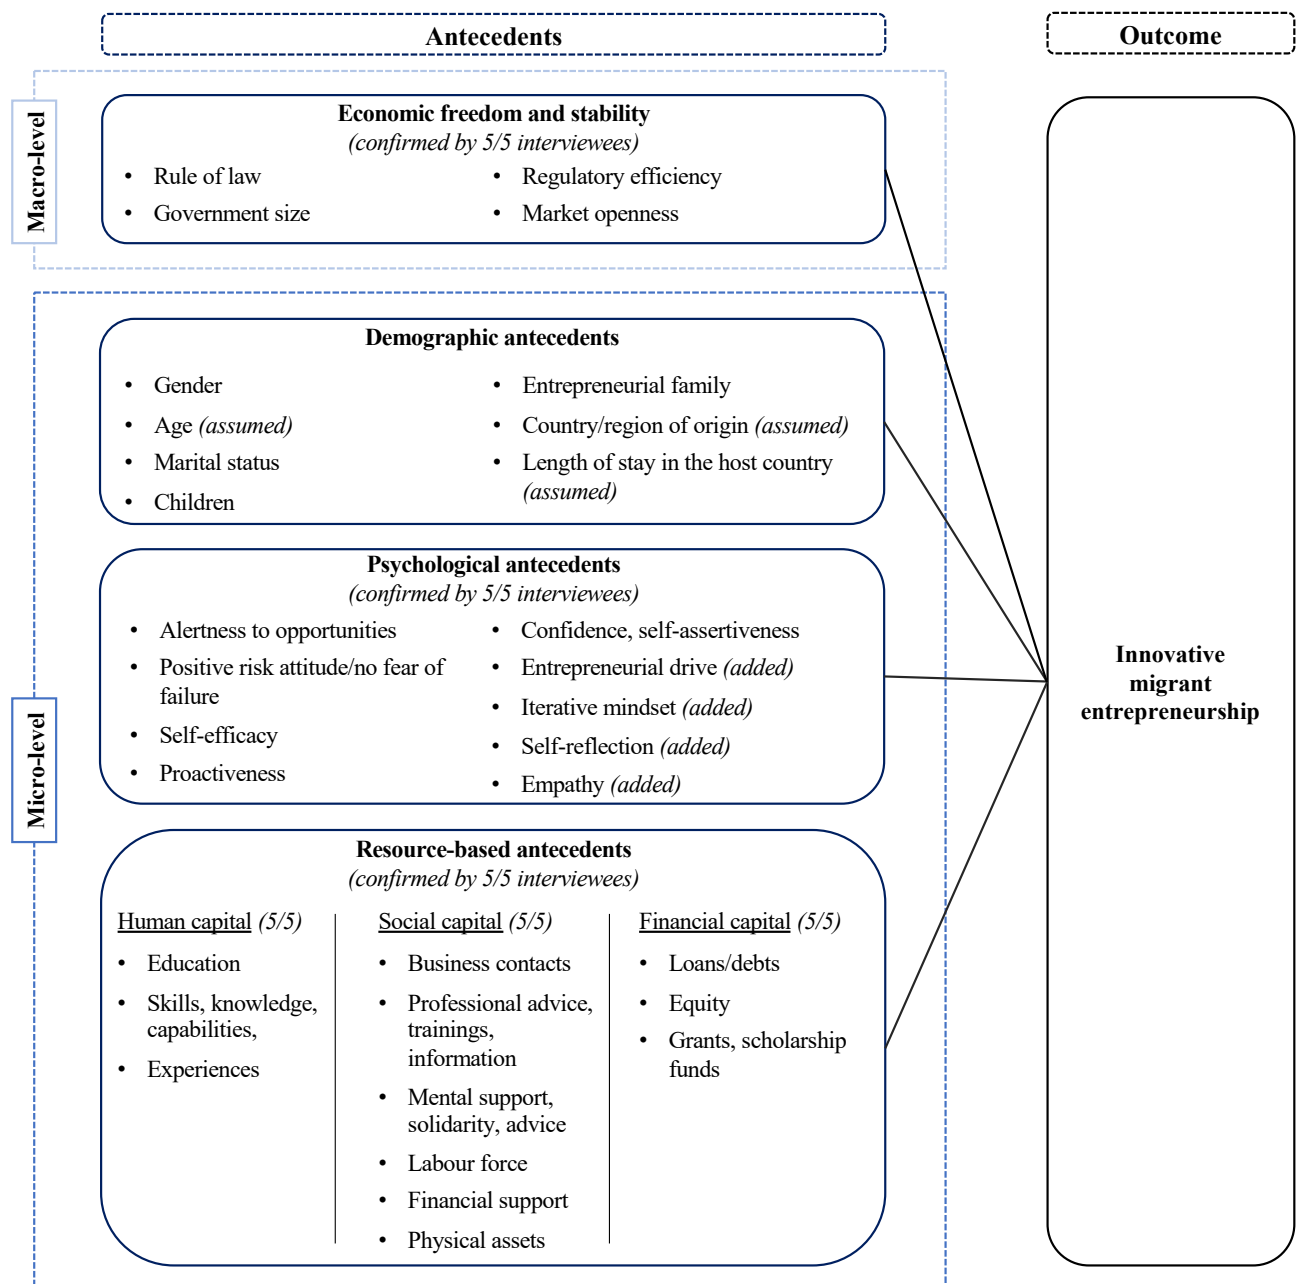 Antecedents
Outcome
Macro-level
Economic freedom and stability
(confirmed by 5/5 interviewees)
• Rule of law
• Government size
• Regulatory efficiency
• Market openness
Micro-level
Demographic antecedents
• Gender
• Age (assumed)
• Marital status
• Children
• Entrepreneurial family
• Country/region of origin (assumed)
• Length of stay in the host country
(assumed)
Psychological antecedents
(confirmed by 5/5 interviewees)
• Alertness to opportunities
• Positive risk attitude/no fear of
failure
• Self-efficacy
• Proactiveness
• Confidence, self-assertiveness
• Entrepreneurial drive (added)
• Iterative mindset (added)
• Self-reflection (added)
• Empathy (added)
Resource-based antecedents
(confirmed by 5/5 interviewees)
Human capital (5/5)
• Education
• Skills, knowledge,
capabilities,
• Experiences
Social capital (5/5)
• Business contacts
• Professional advice,
trainings,
information
• Mental support,
solidarity, advice
• Labour force
• Financial support
• Physical assets
Financial capital (5/5)
• Loans/debts
• Equity
• Grants, scholarship
funds
Innovative
migrant
entrepreneurship